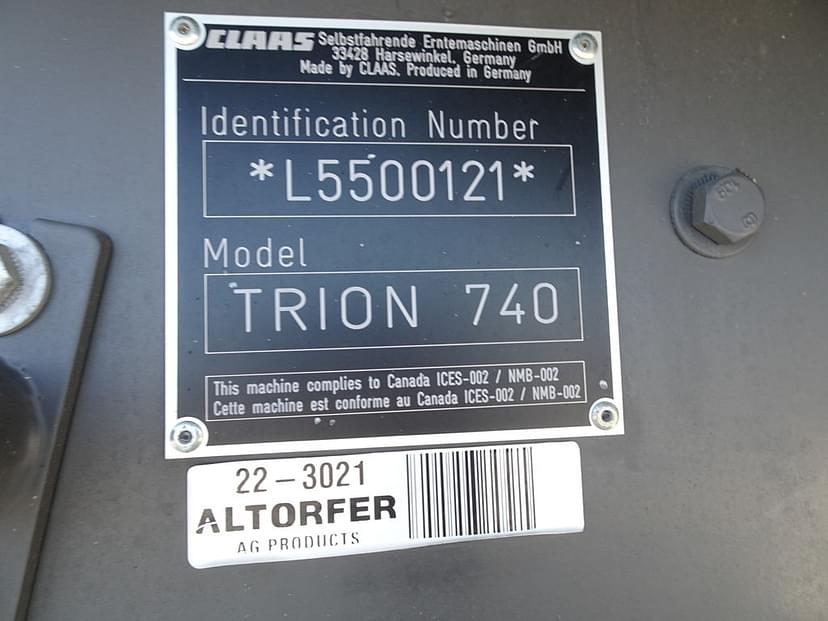 CLAAS Selbstfahrende Erntemaschinen GmbH
33428 Harsewinkel, Germany
Made by CLAAS. Produced in Germany
Identification Number
*L5500121*
Model
TRION 740
This machine complies to Canada ICES-002 / NMB-002
Cette machine est conforme au Canada ICES-002 / NMB-002
22-3021
ALTORFER
AG PRODUCTS